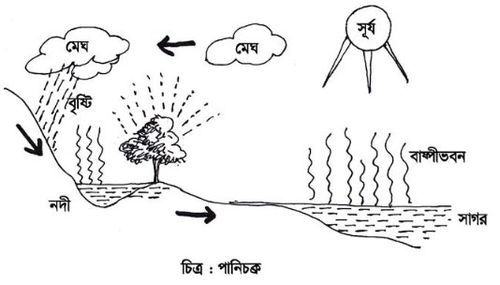 মেঘ
মেঘ
সূর্য
বৃষ্টি
বাষ্পীভবন
নদী
সাগর
চিত্র : পানিচক্র